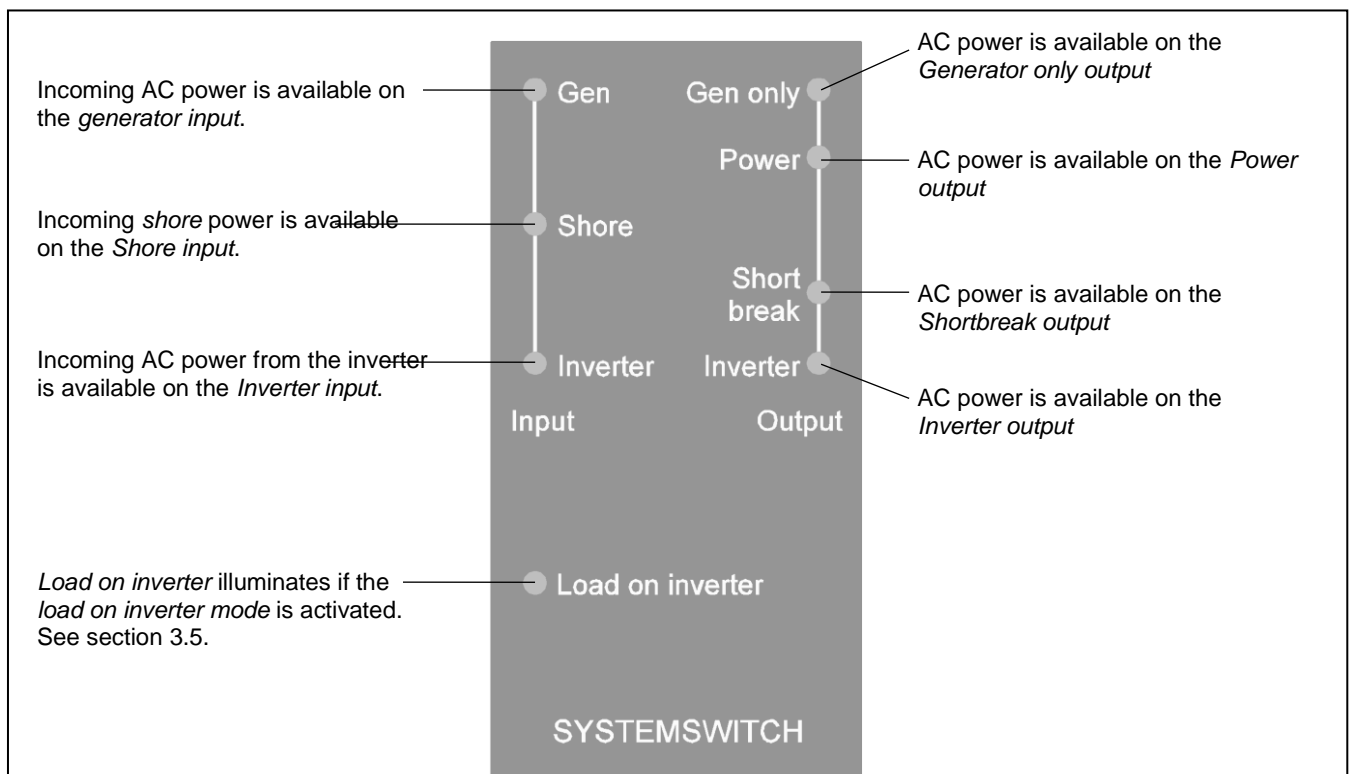 Incoming AC power is available on
the generator input.
Incoming shore power is available
on the Shore input.
Incoming AC power from the inverter
is available on the Inverter input.
Load on inverter illuminates if the
load on inverter mode is activated.
See section 3.5.
Gen
Shore
Inverter
Input
Gen only
Power
Short
break
Inverter
Output
Load on inverter
SYSTEMSWITCH
AC power is available on the
Generator only output
AC power is available on the Power
output
AC power is available on the
Shortbreak output
AC power is available on the
Inverter output